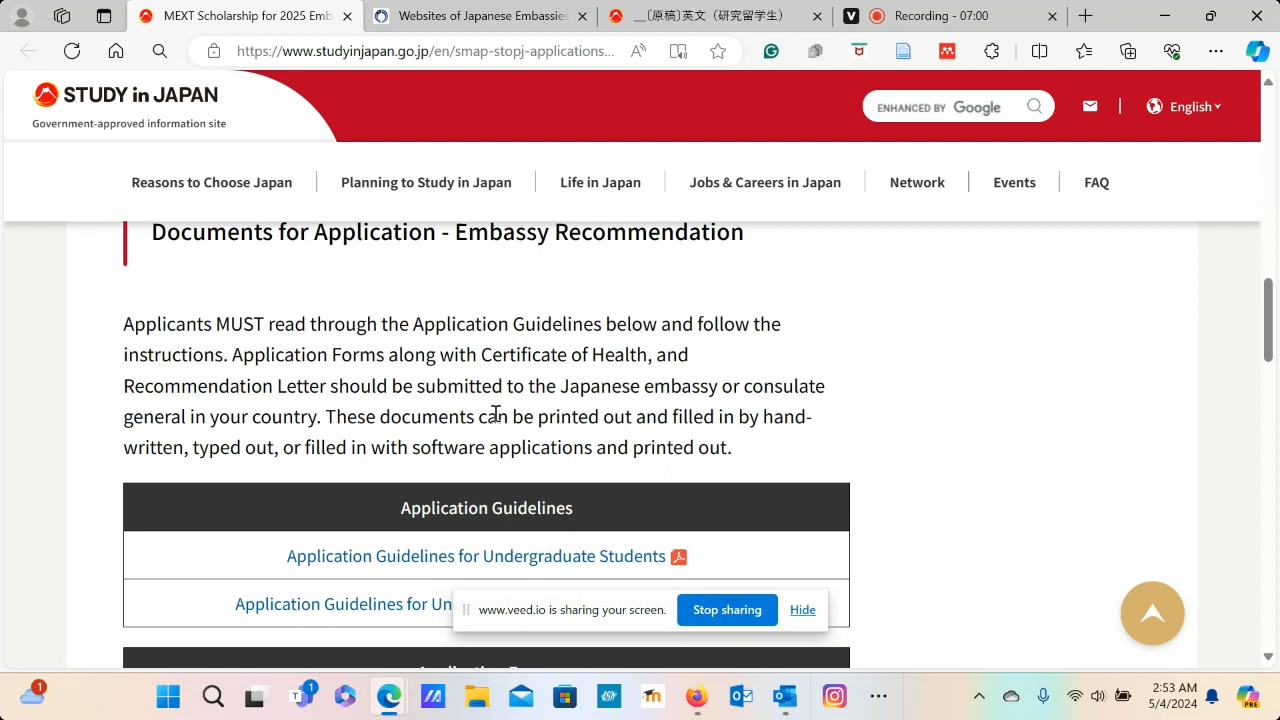 MEXT Scholarship for 2025 Emb
Websites of Japanese Embassies
__〔原稿〕英文（研究留学生）
V
Recording - 07:00
https://www.studyinjapan.go.jp/en/smap-stopj-applications...
STUDY in JAPAN
Government-approved information site
ENHANCED BY Google
English
Reasons to Choose Japan
Planning to Study in Japan
Life in Japan
Jobs & Careers in Japan
Network
Events
FAQ
Documents for Application - Embassy Recommendation
Applicants MUST read through the Application Guidelines below and follow the
instructions. Application Forms along with Certificate of Health, and
Recommendation Letter should be submitted to the Japanese embassy or consulate
general in your country. These documents can be printed out and filled in by hand-
written, typed out, or filled in with software applications and printed out.
Application Guidelines
Application Guidelines for Undergraduate Students
Application Guidelines for Un
www.veed.io is sharing your screen.
Stop sharing
Hide
1
1
2:53 AM
5/4/2024
PRE